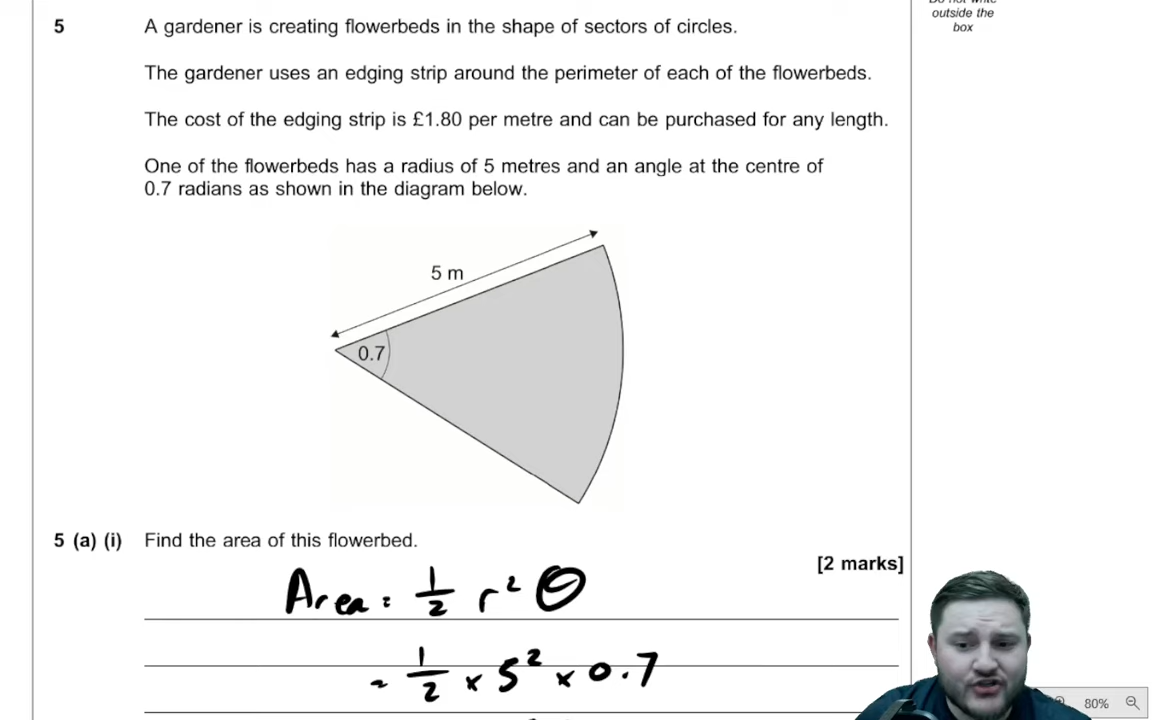 outside the
box
5 A gardener is creating flowerbeds in the shape of sectors of circles.
The gardener uses an edging strip around the perimeter of each of the flowerbeds.
The cost of the edging strip is £1.80 per metre and can be purchased for any length.
One of the flowerbeds has a radius of 5 metres and an angle at the centre of
0.7 radians as shown in the diagram below.
5 m
0.7
5 (a) (i) Find the area of this flowerbed.
[2 marks]
Area = 1/2 r² θ
= 1/2 × 5² × 0.7
80%